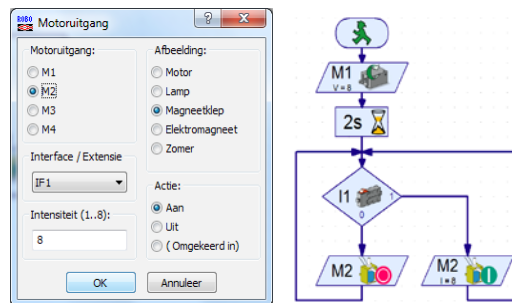 ROBO
Motoruitgang
Motoruitgang:
M1
M2
M3
M4
Interface / Extensie
IF1
Intensiteit (1..8):
8
Afbeelding:
Motor
Lamp
Magneetklep
Elektromagneet
Zomer
Actie:
Aan
Uit
( Omgekeerd in)
OK
Annuleer
M1
V = 8
2s
I1
1
0
M2
M2
I = 8